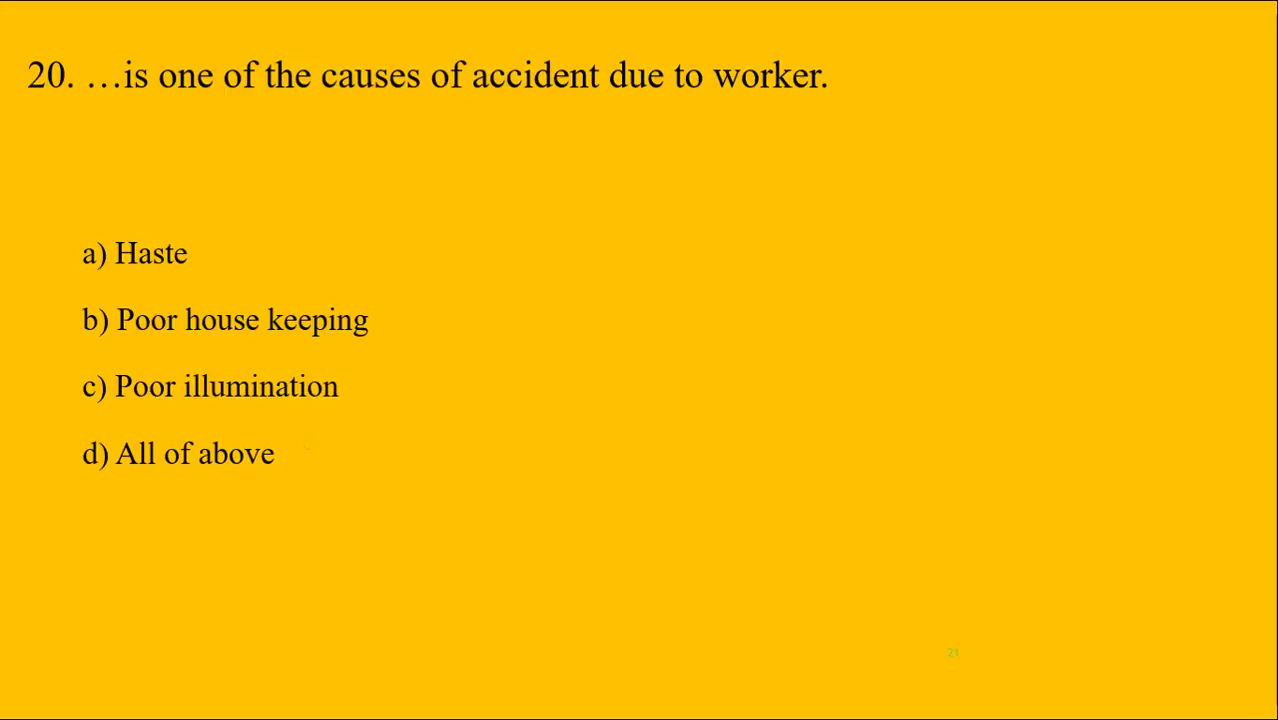 20. …is one of the causes of accident due to worker.
a) Haste
b) Poor house keeping
c) Poor illumination
d) All of above
21